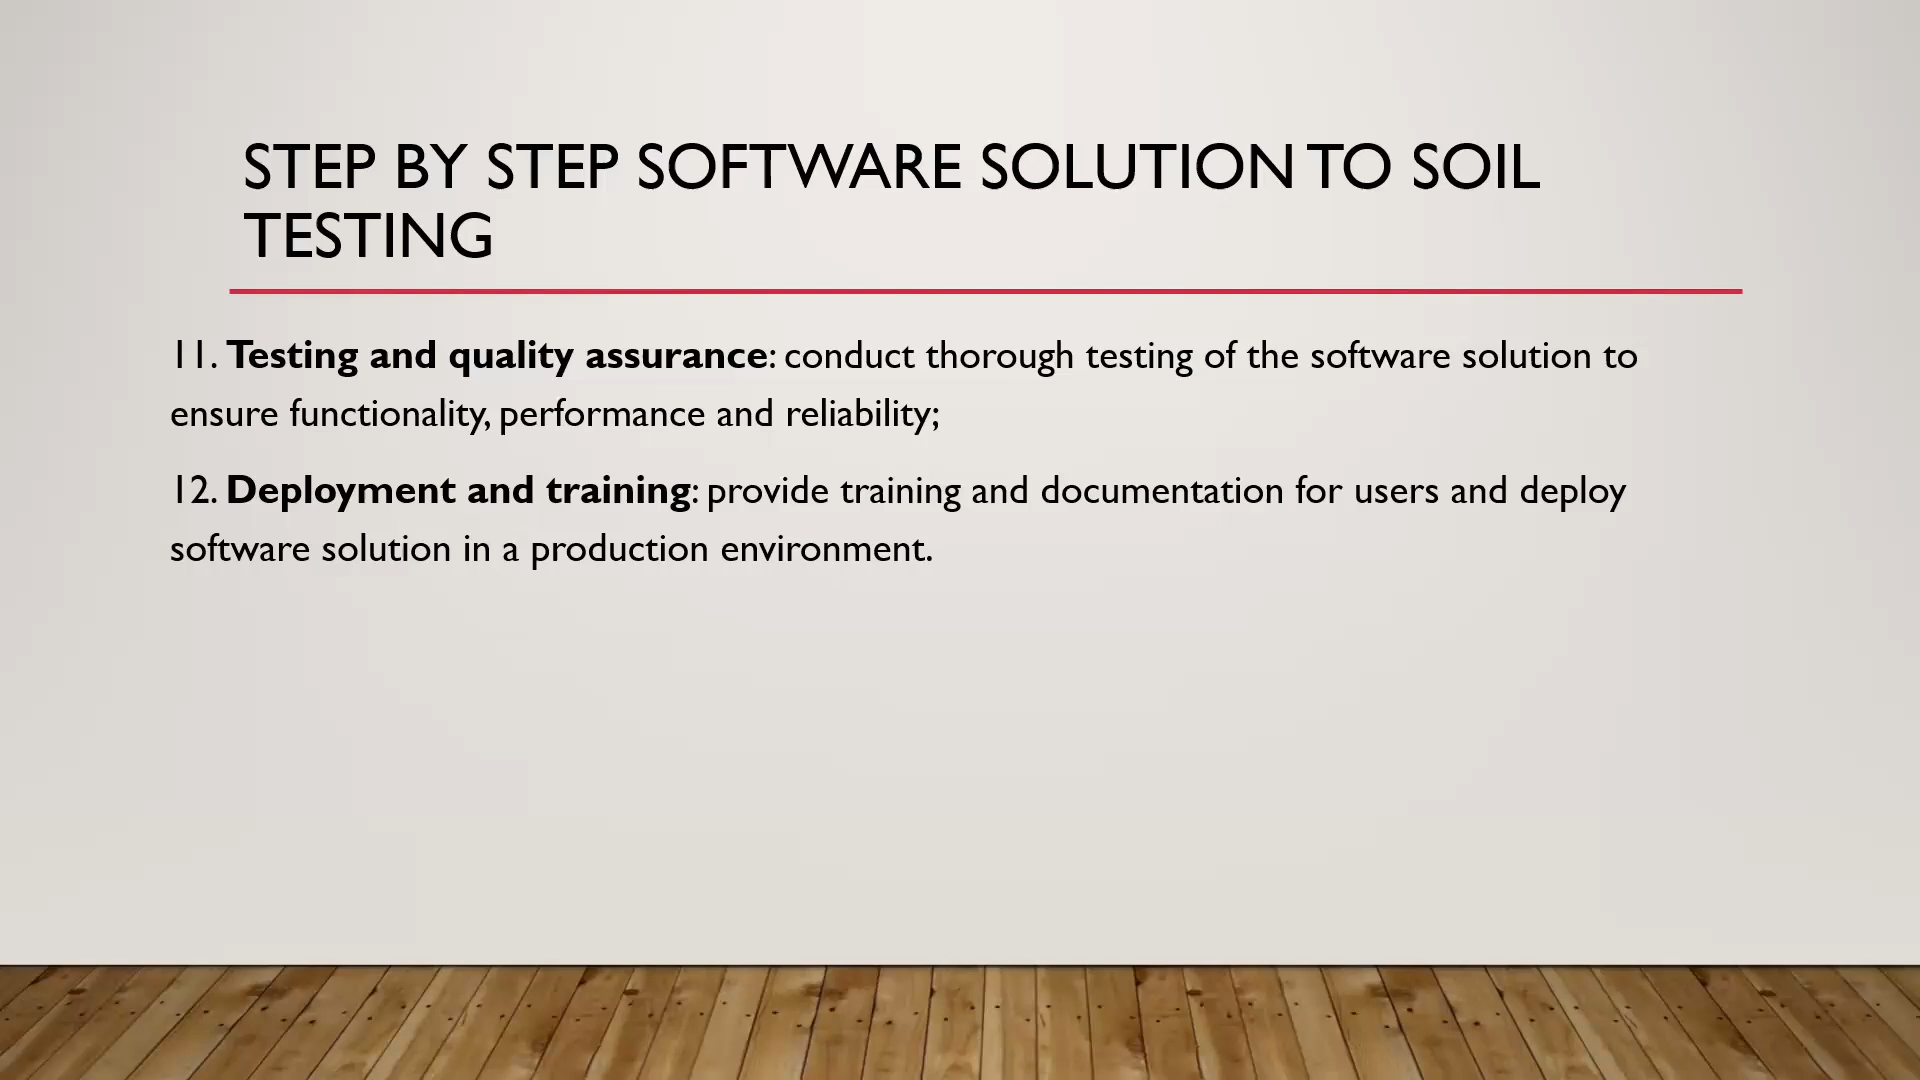 STEP BY STEP SOFTWARE SOLUTION TO SOIL
TESTING
11. Testing and quality assurance: conduct thorough testing of the software solution to
ensure functionality, performance and reliability;
12. Deployment and training: provide training and documentation for users and deploy
software solution in a production environment.